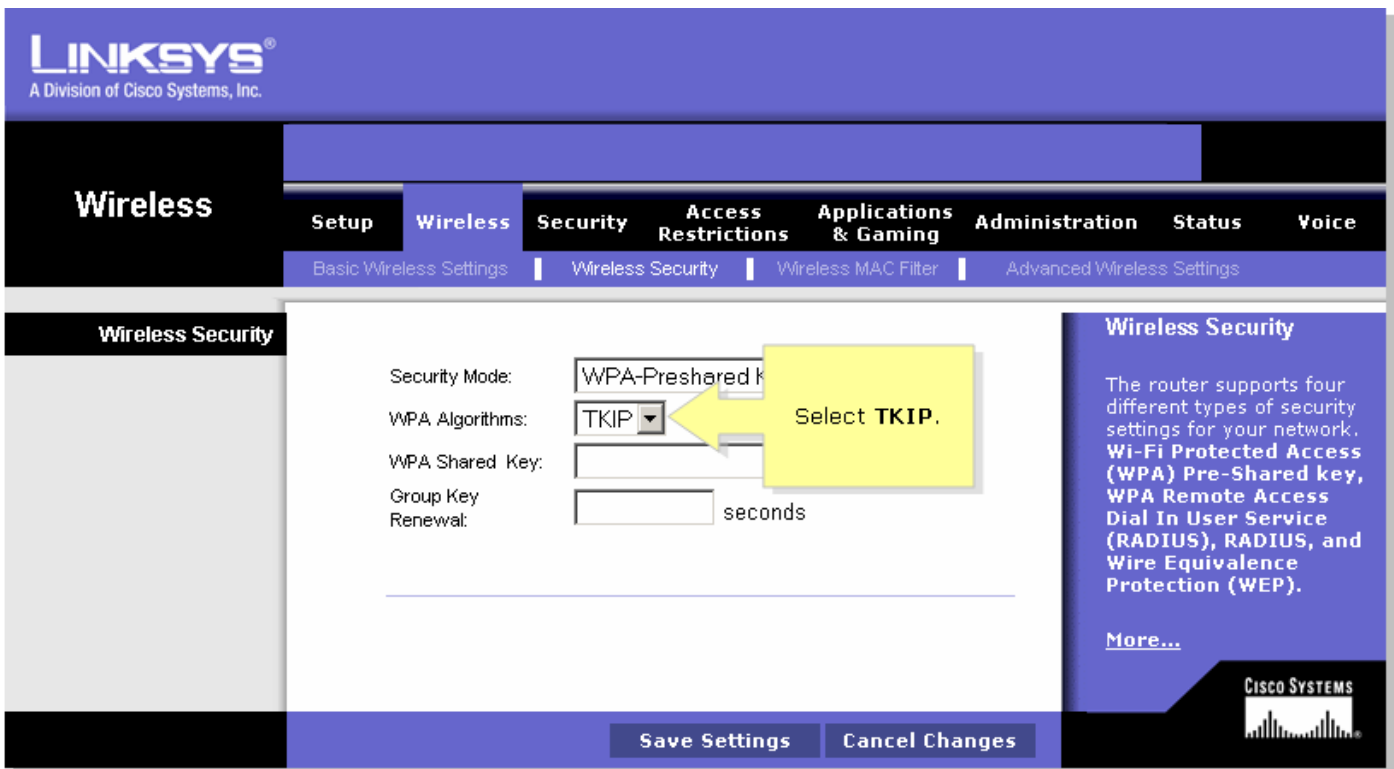 LINKSYS®
A Division of Cisco Systems, Inc.
Wireless
Setup
Wireless
Security
Access
Restrictions
Applications
& Gaming
Administration
Status
Voice
Basic Wireless Settings
Wireless Security
Wireless MAC Filter
Advanced Wireless Settings
Wireless Security
Security Mode: WPA-Preshared
WPA Algorithms: TKIP
Select TKIP.
WPA Shared Key:
Group Key
Renewal:
seconds
Wireless Security
The router supports four
different types of security
settings for your network.
Wi-Fi Protected Access
(WPA) Pre-Shared key,
WPA Remote Access
Dial In User Service
(RADIUS), RADIUS, and
Wire Equivalence
Protection (WEP).
More...
CISCO SYSTEMS
®
Save Settings
Cancel Changes